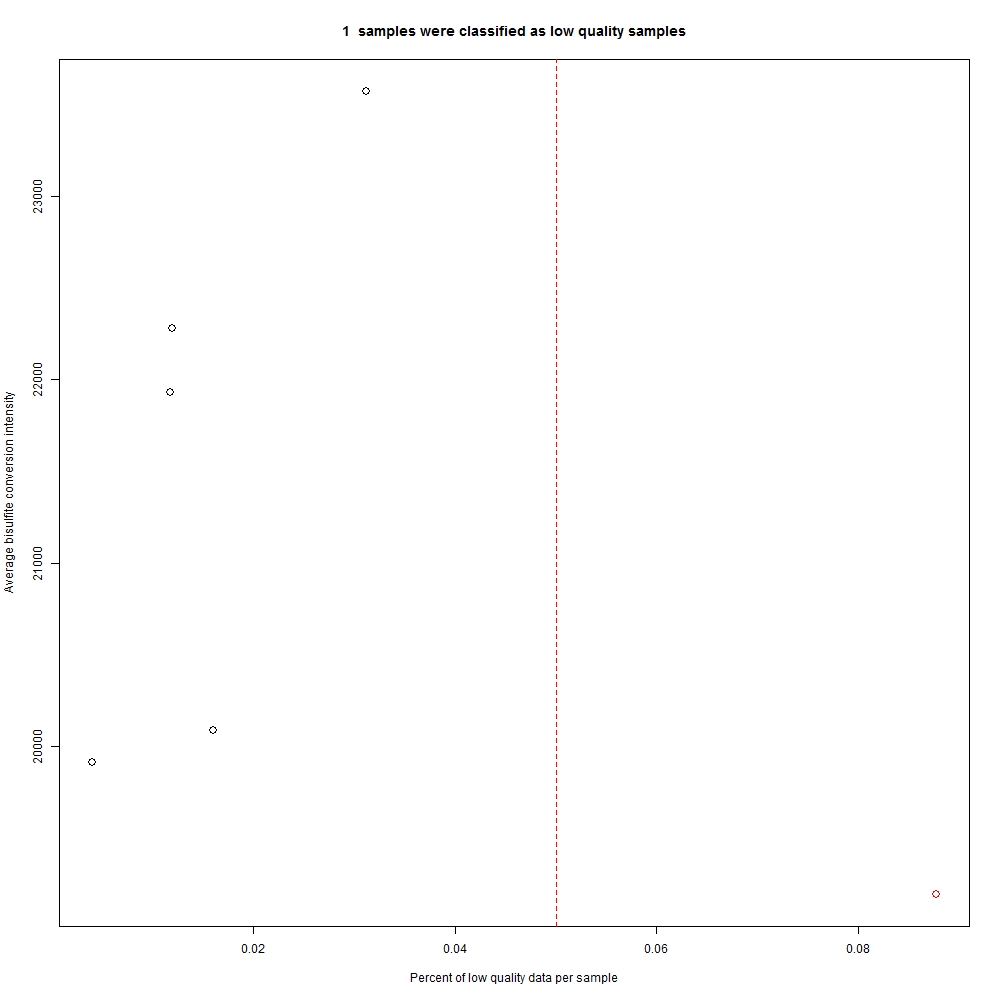 1 samples were classified as low quality samples
Average bisulfite conversion intensity
23000
22000
21000
20000
0.02 0.04 0.06 0.08
Percent of low quality data per sample